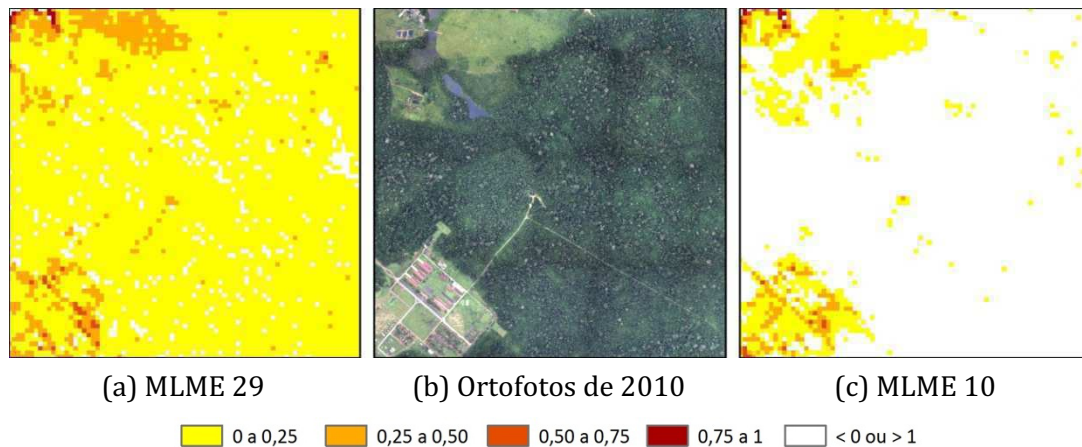 (a) MLME 29
(b) Ortofotos de 2010
(c) MLME 10
0 a 0,25
0,25 a 0,50
0,50 a 0,75
0,75 a 1
< 0 ou > 1